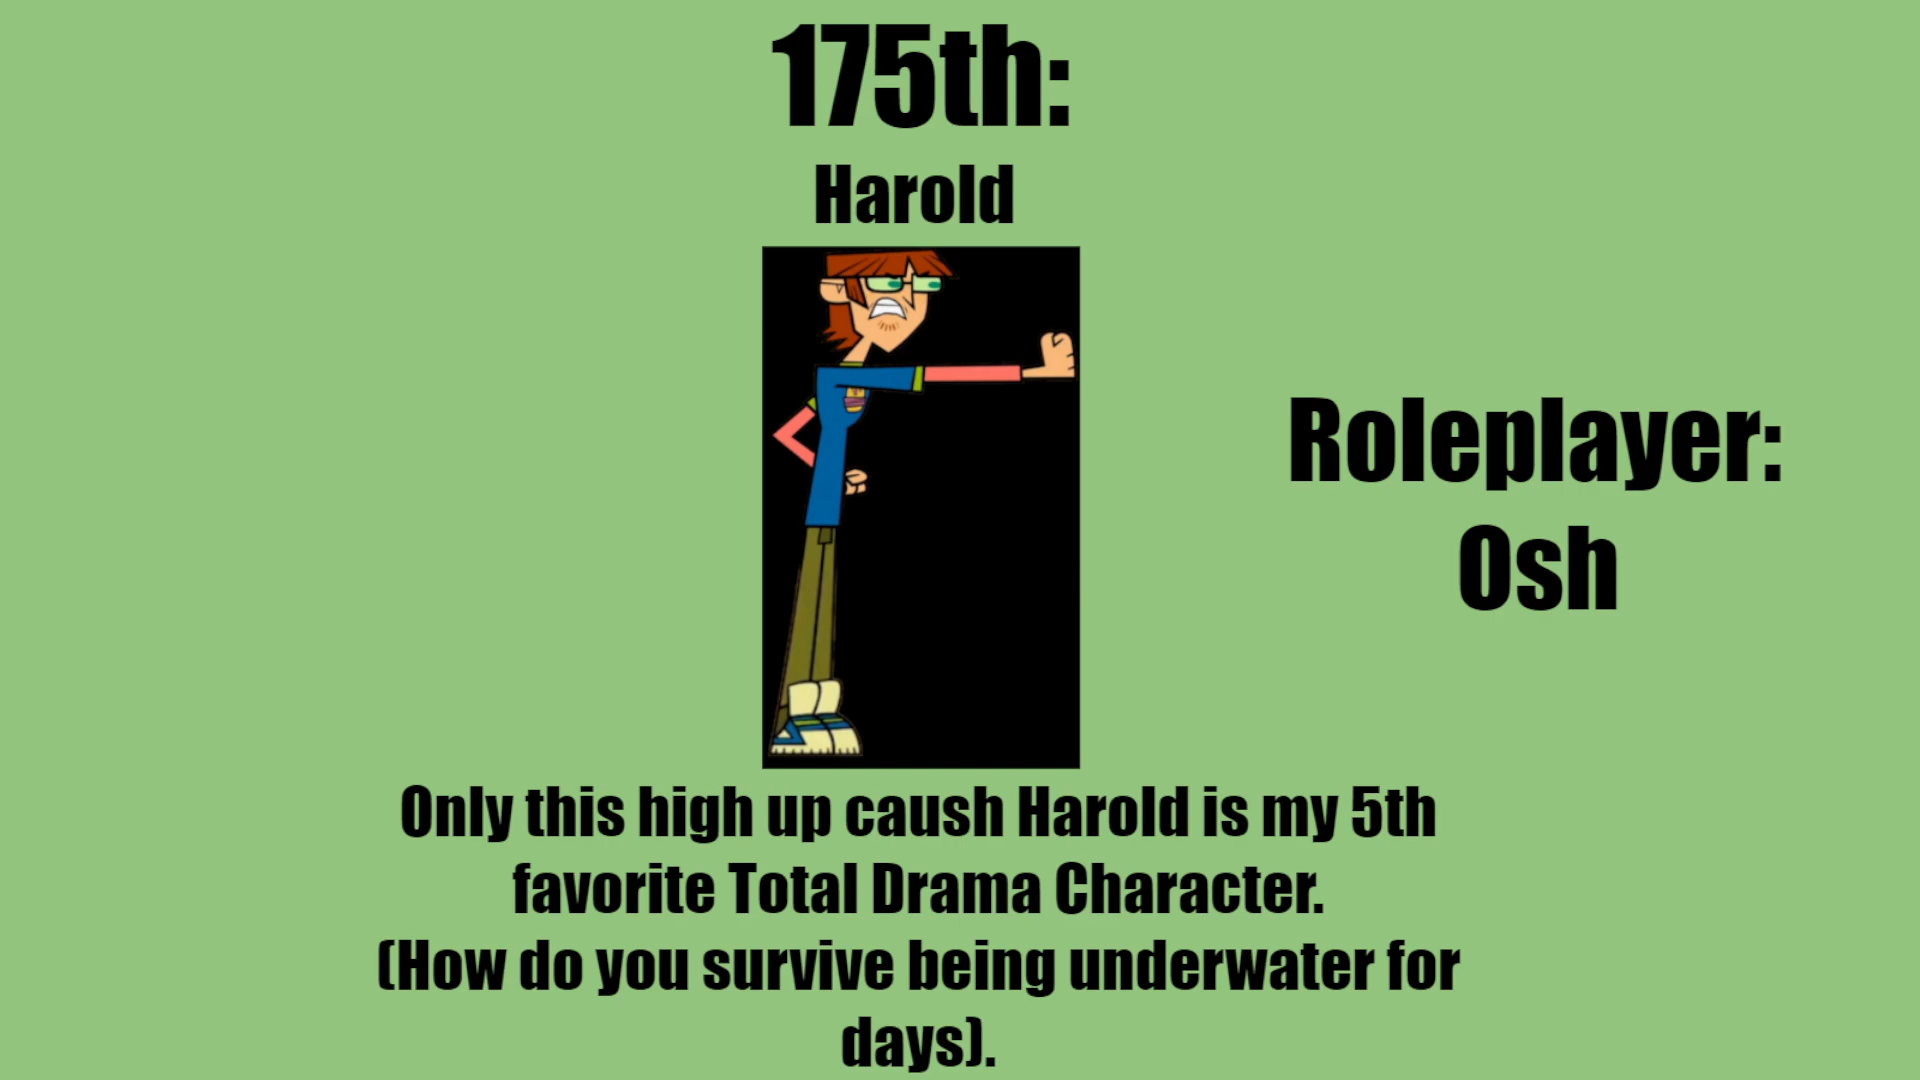 175th:
Harold
Roleplayer:
Osh
Only this high up caush Harold is my 5th
favorite Total Drama Character.
(How do you survive being underwater for
days).